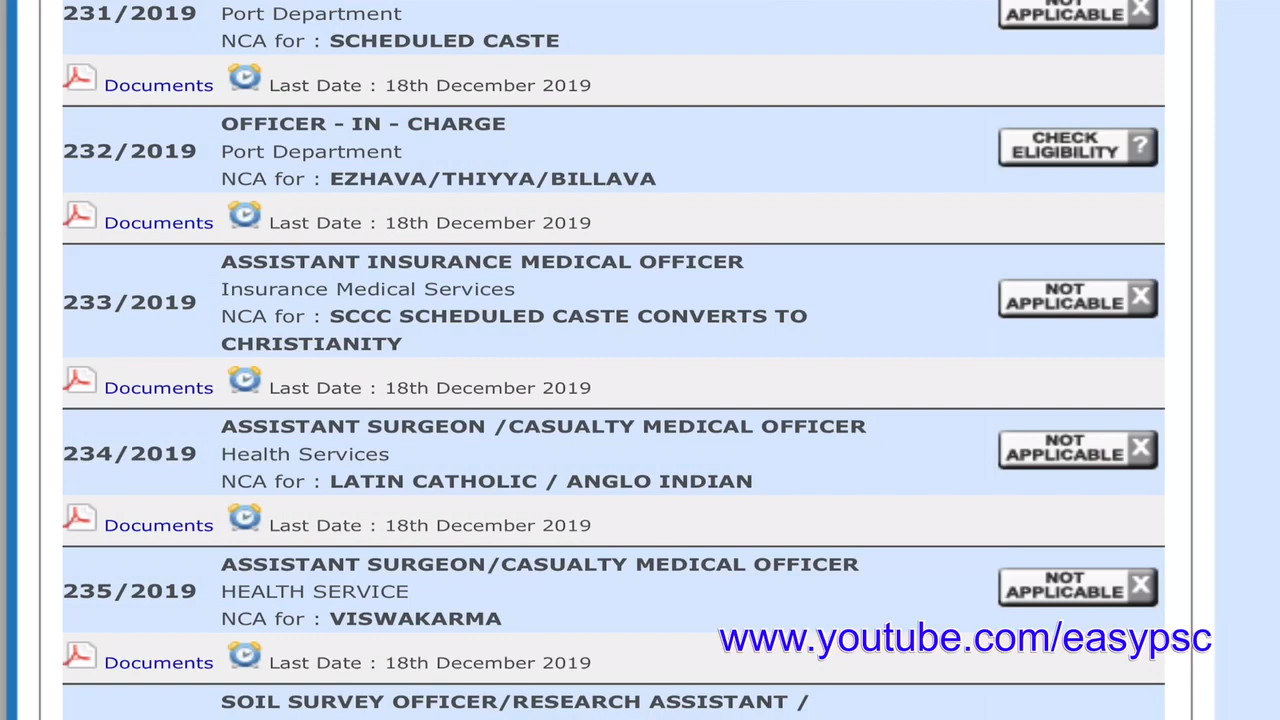 231/2019
Port Department
NCA for : SCHEDULED CASTE
NOT
APPLICABLE X
Documents Last Date : 18th December 2019
232/2019
OFFICER - IN - CHARGE
Port Department
NCA for : EZHAVA/THIYYA/BILLAVA
CHECK
ELIGIBILITY ?
Documents Last Date : 18th December 2019
233/2019
ASSISTANT INSURANCE MEDICAL OFFICER
Insurance Medical Services
NCA for : SCCC SCHEDULED CASTE CONVERTS TO
CHRISTIANITY
NOT
APPLICABLE X
Documents Last Date : 18th December 2019
234/2019
ASSISTANT SURGEON /CASUALTY MEDICAL OFFICER
Health Services
NCA for : LATIN CATHOLIC / ANGLO INDIAN
NOT
APPLICABLE X
Documents Last Date : 18th December 2019
235/2019
ASSISTANT SURGEON/CASUALTY MEDICAL OFFICER
HEALTH SERVICE
NCA for : VISWAKARMA
NOT
APPLICABLE X
www.youtube.com/easypsc
Documents Last Date : 18th December 2019
SOIL SURVEY OFFICER/RESEARCH ASSISTANT /